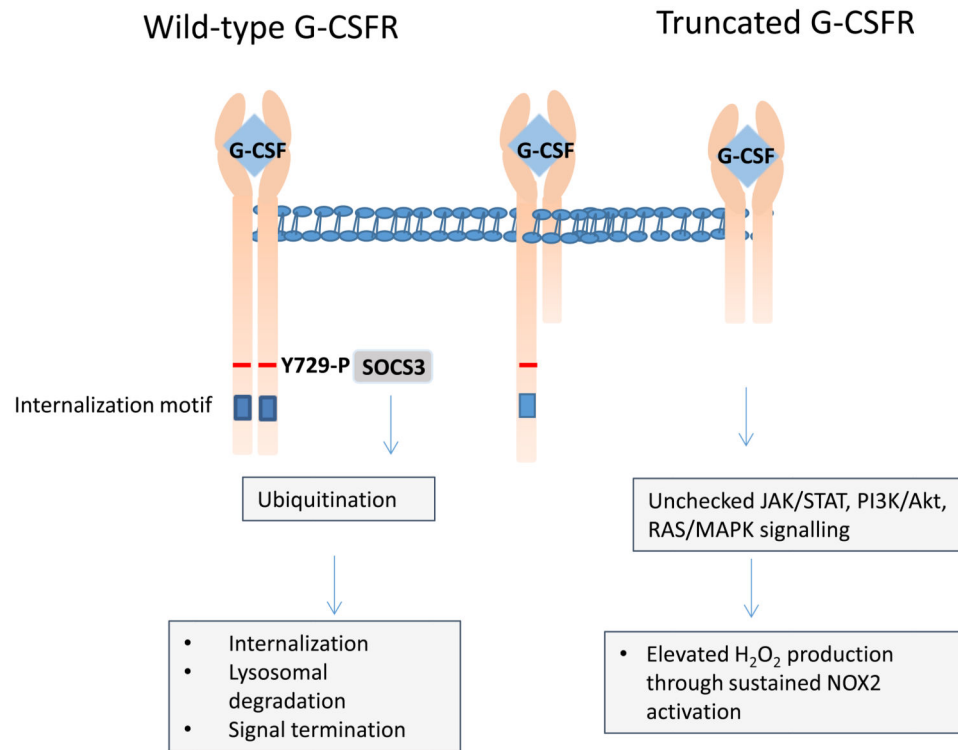 Wild-type G-CSFR
Truncated G-CSFR
G-CSF
G-CSF
G-CSF
Y729-P
SOCS3
Internalization motif
Ubiquitination
• Internalization
• Lysosomal
degradation
• Signal termination
Unchecked JAK/STAT, PI3K/Akt,
RAS/MAPK signalling
• Elevated H₂O₂ production
through sustained NOX2
activation